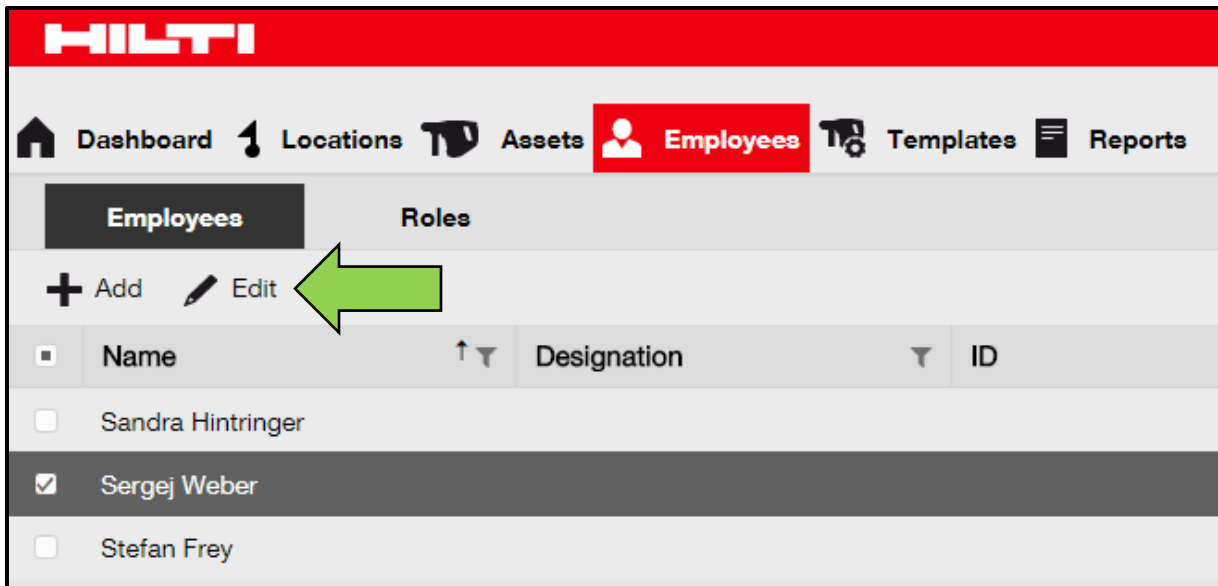 HILTI
Dashboard Locations Assets Employees Templates Reports
Employees Roles
Add Edit
Name Designation ID
Sandra Hintringer
Sergej Weber
Stefan Frey